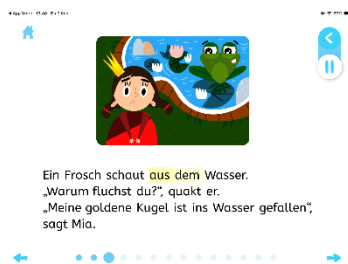 Ein Frosch schaut aus dem Wasser.
„Warum fluchst du?“, quakt er.
„Meine goldene Kugel ist ins Wasser gefallen“,
sagt Mia.